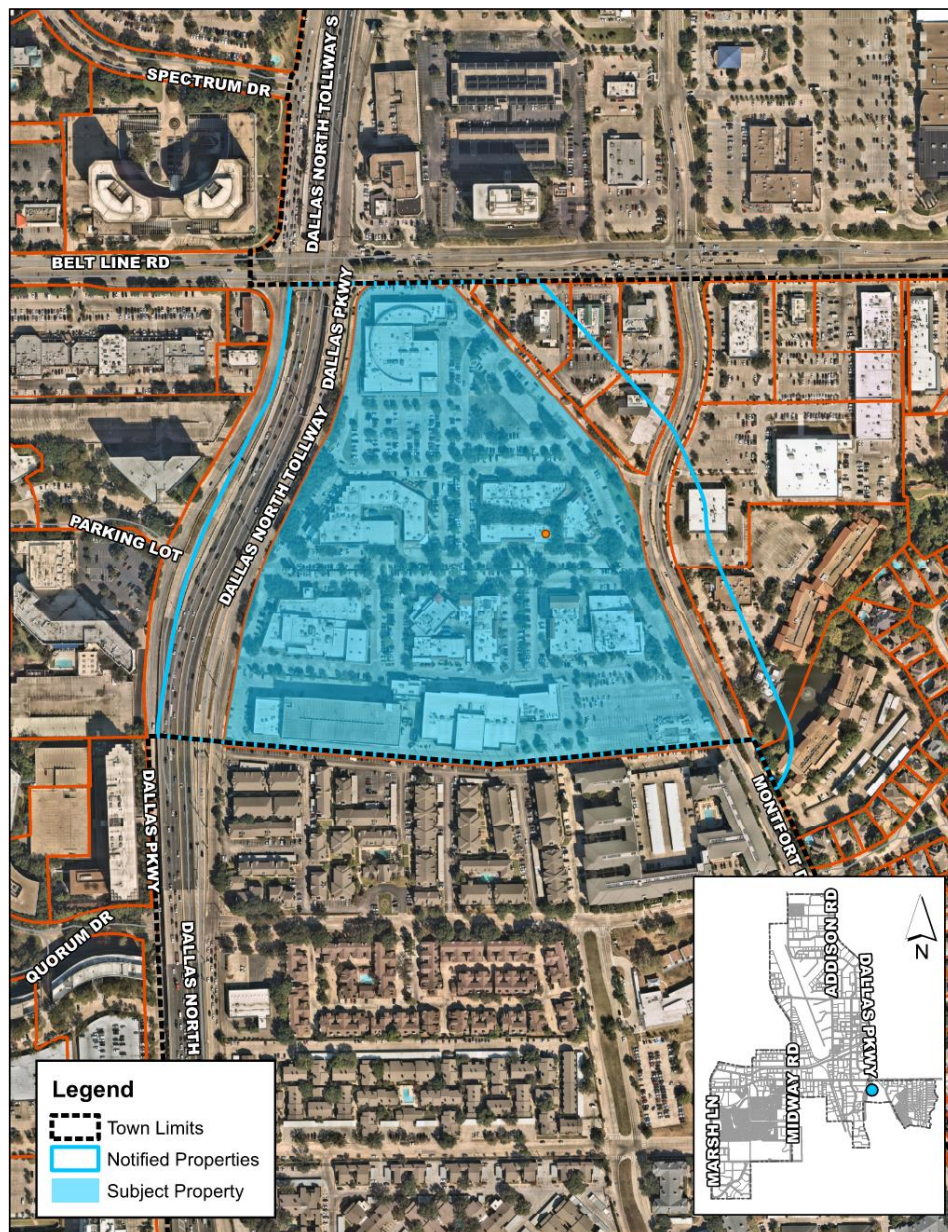 SPECTRUM DR
DALLAS NORTH TOLLWAY S
BELT LINE RD
DALLAS PKWY
DALLAS NORTH TOLLWAY
PARKING LOT
DALLAS PKWY
MONTFORT
QUORUM DR
DALLAS NORTH
ADDISON RD
DALLAS PKWY
MIDWAY RD
MARSH LN
N
Legend
Town Limits
Notified Properties
Subject Property